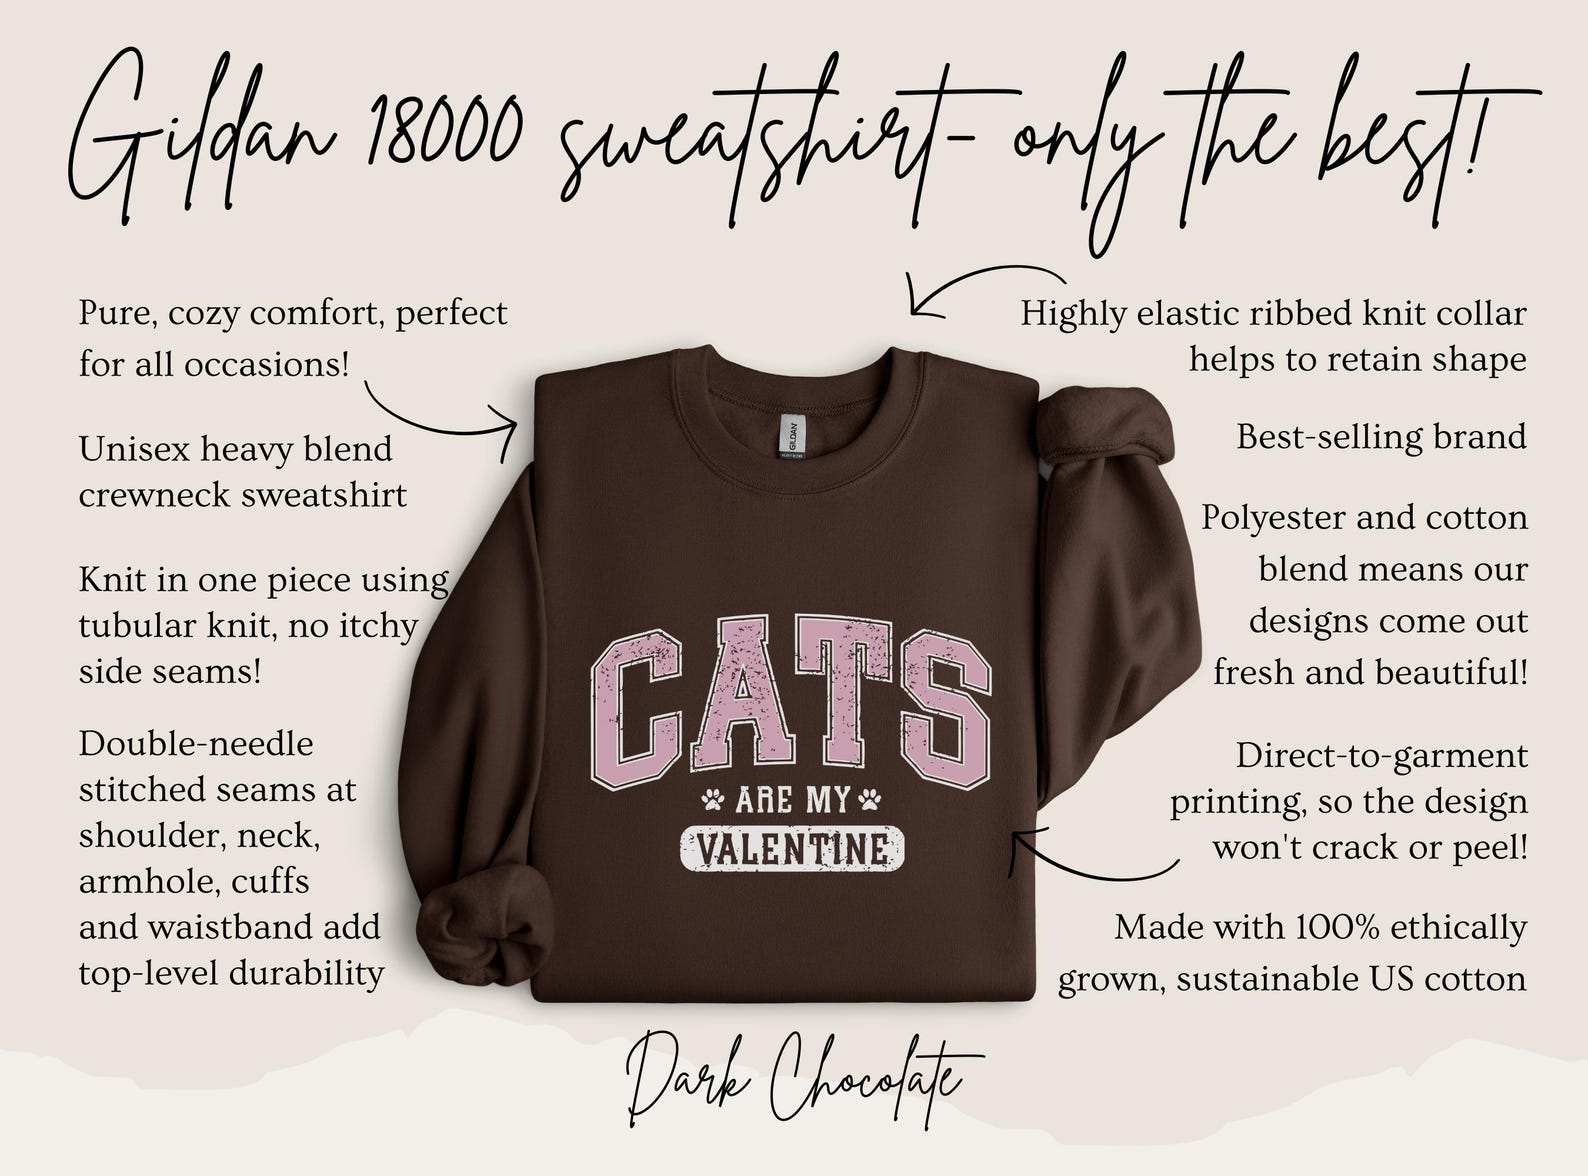 Gildan 18000 sweatshirt- only the best!
Pure, cozy comfort, perfect
for all occasions!
Unisex heavy blend
crewneck sweatshirt
Knit in one piece using
tubular knit, no itchy
side seams!
Double-needle
stitched seams at
shoulder, neck,
armhole, cuffs
and waistband add
top-level durability
GILDAN
HEAVY BLEND
CATS
ARE MY
VALENTINE
Highly elastic ribbed knit collar
helps to retain shape
Best-selling brand
Polyester and cotton
blend means our
designs come out
fresh and beautiful!
Direct-to-garment
printing, so the design
won't crack or peel!
Made with 100% ethically
grown, sustainable US cotton
Dark Chocolate